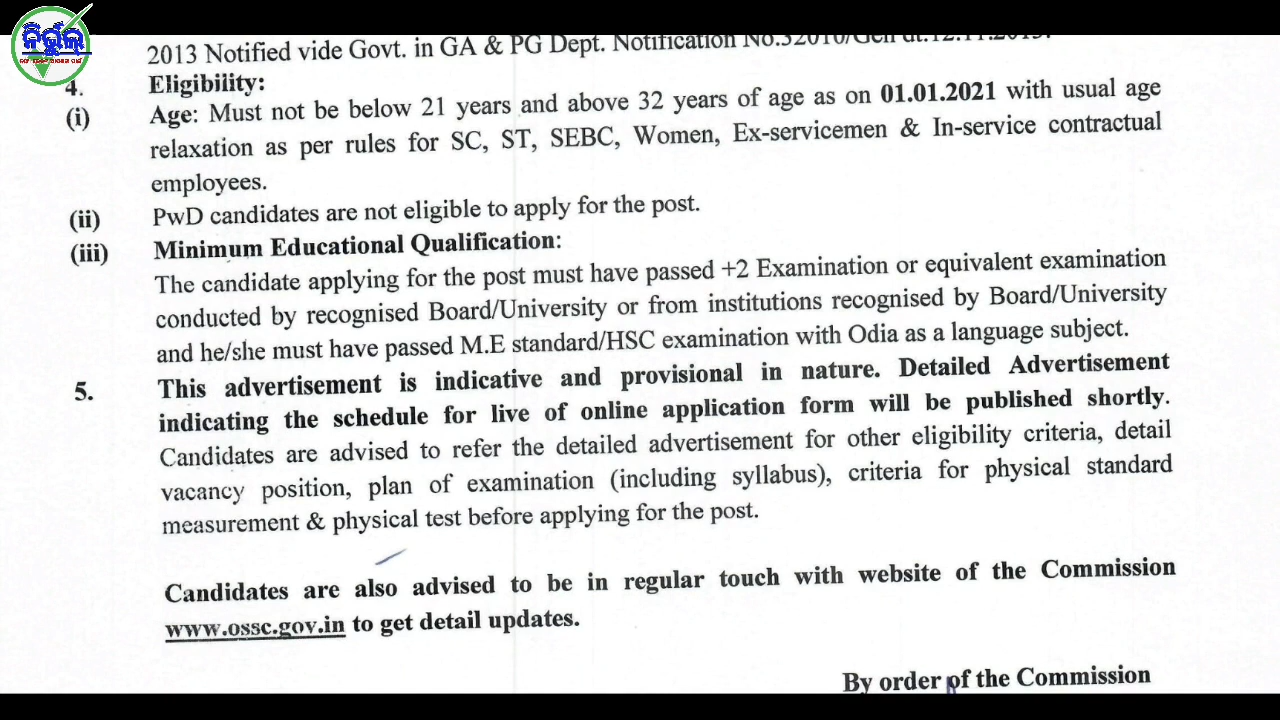 ନିର୍ଭୁଲ୍
2013 Notified vide Govt. in GA & PG Dept. Notification No.32010/Gen dt.12.11.2013.
4. Eligibility:
(i) Age: Must not be below 21 years and above 32 years of age as on 01.01.2021 with usual age
relaxation as per rules for SC, ST, SEBC, Women, Ex-servicemen & In-service contractual
employees.
(ii) PwD candidates are not eligible to apply for the post.
(iii) Minimum Educational Qualification:
The candidate applying for the post must have passed +2 Examination or equivalent examination
conducted by recognised Board/University or from institutions recognised by Board/University
and he/she must have passed M.E standard/HSC examination with Odia as a language subject.
5. This advertisement is indicative and provisional in nature. Detailed Advertisement
indicating the schedule for live of online application form will be published shortly.
Candidates are advised to refer the detailed advertisement for other eligibility criteria, detail
vacancy position, plan of examination (including syllabus), criteria for physical standard
measurement & physical test before applying for the post.
Candidates are also advised to be in regular touch with website of the Commission
www.ossc.gov.in to get detail updates.
By order of the Commission